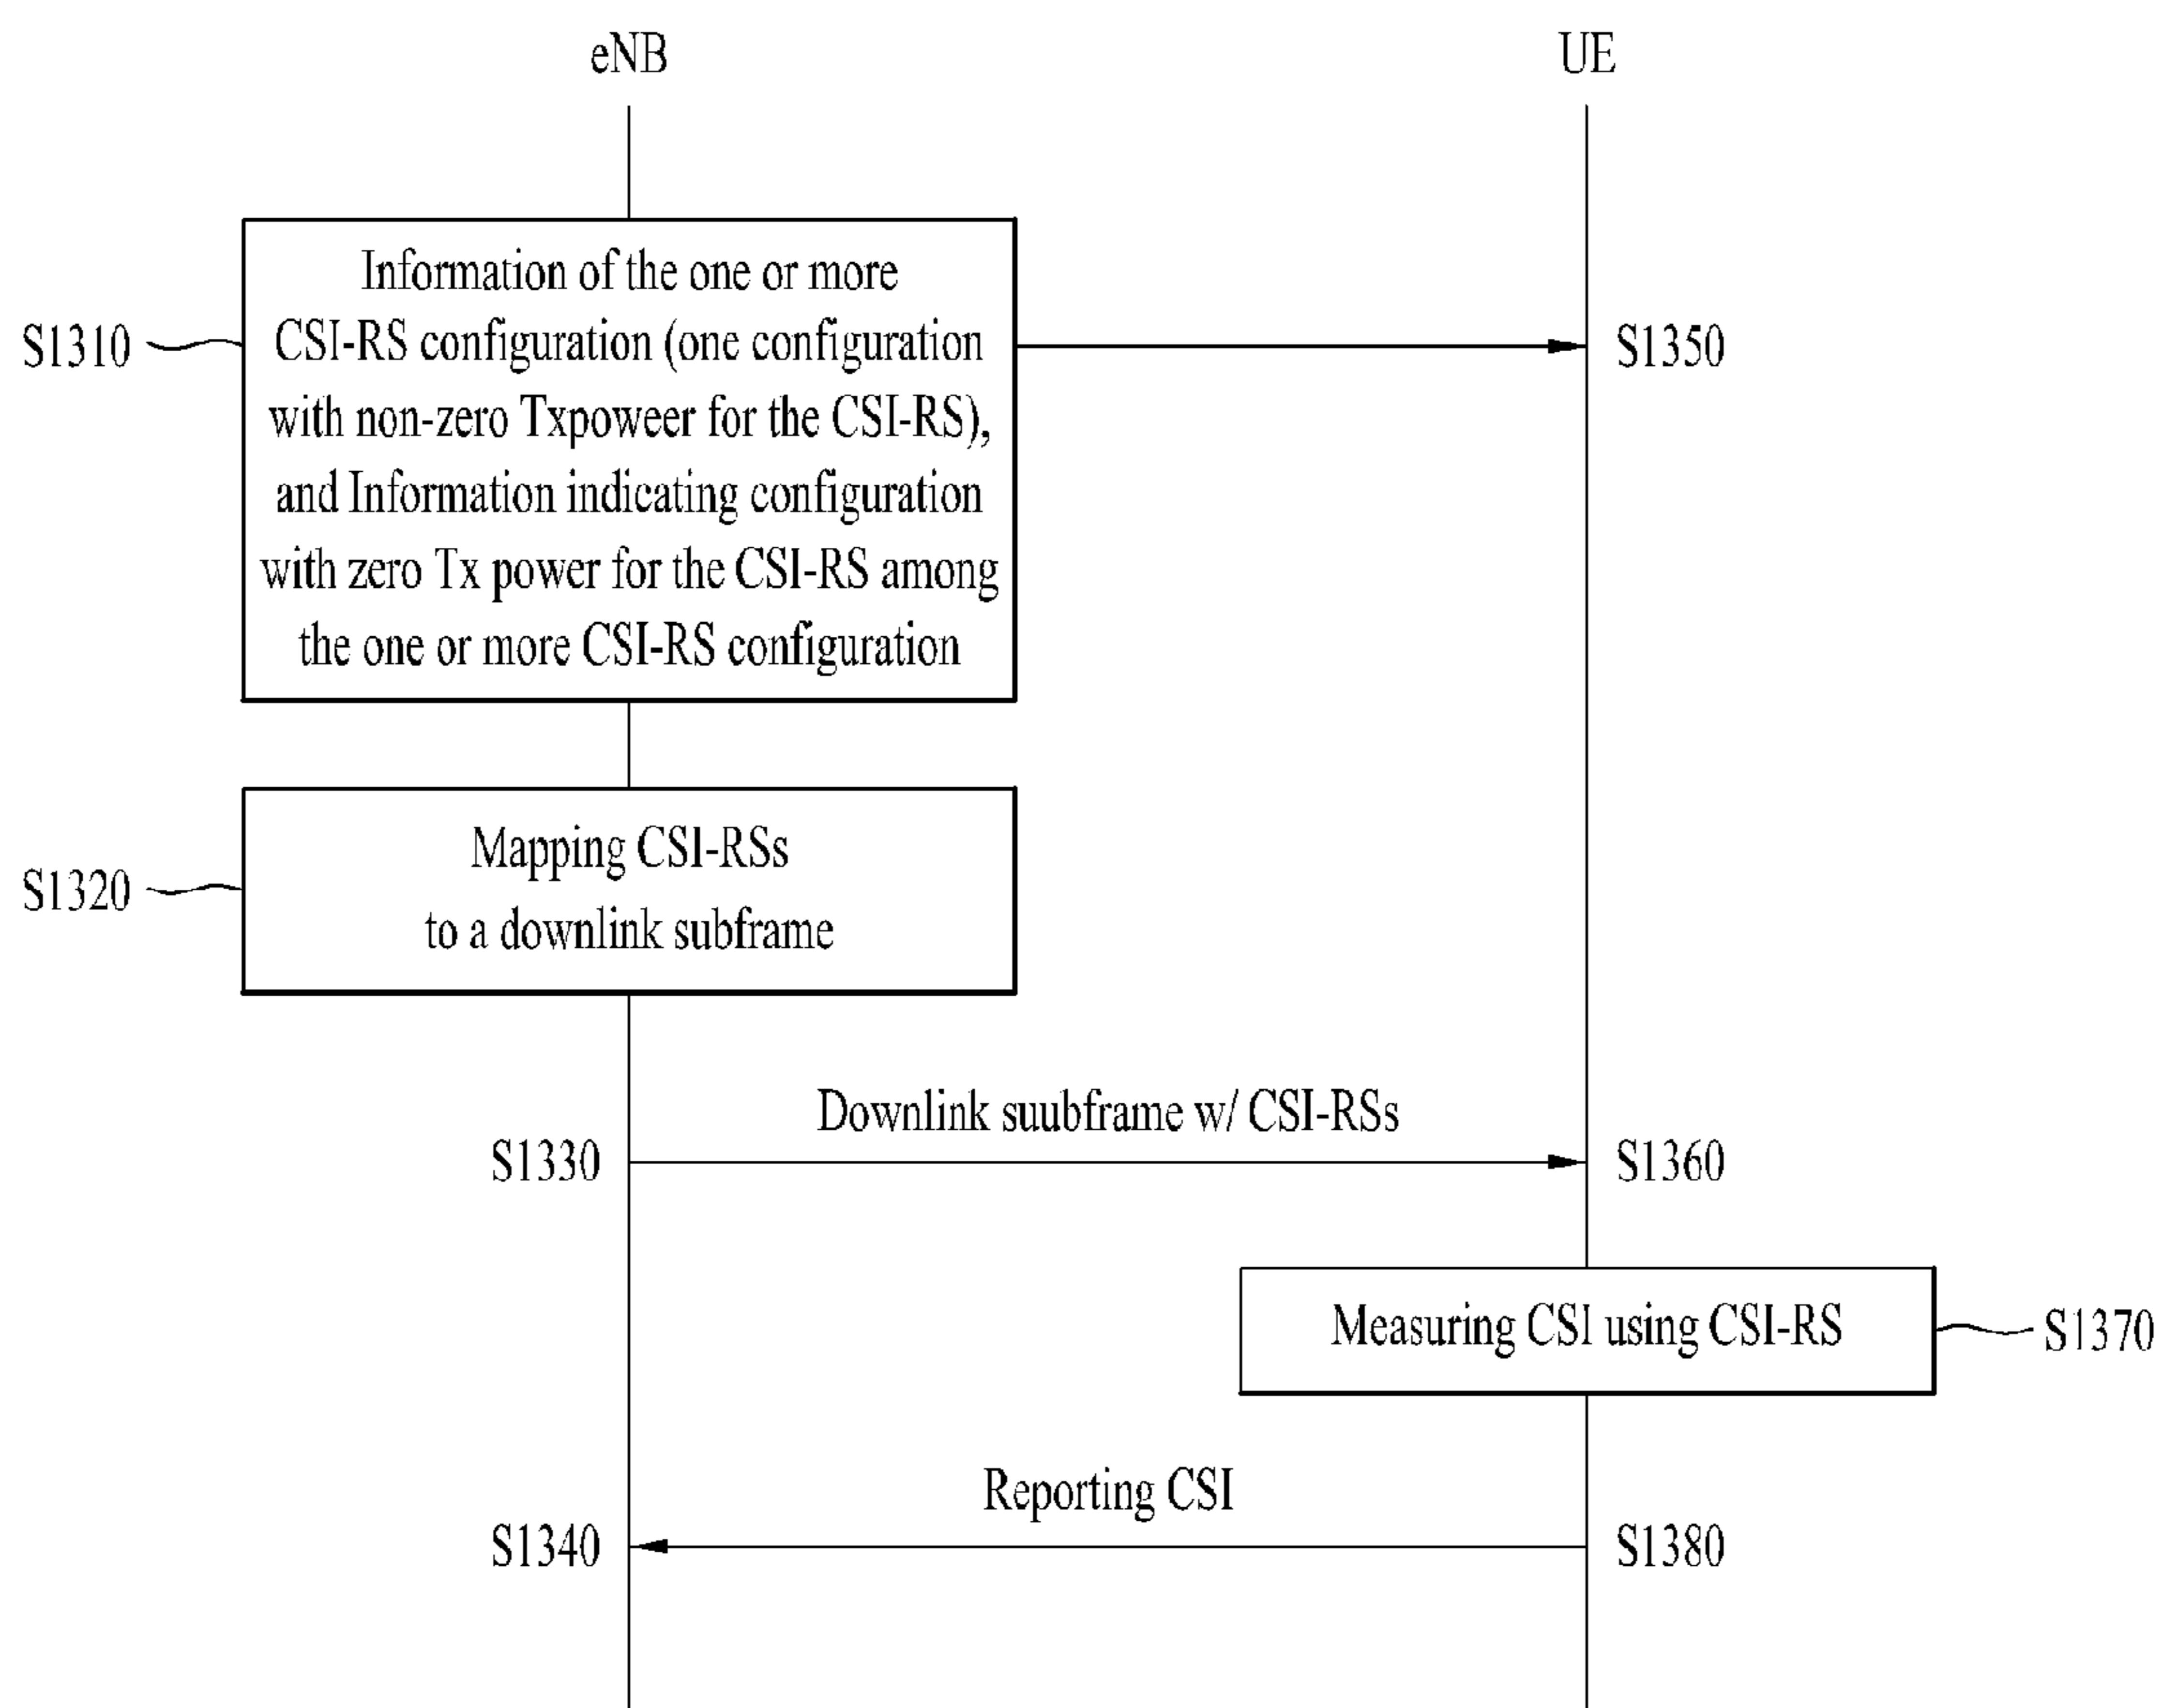 eNB
UE
Information of the one or more
CSI-RS configuration (one configuration
with non-zero Txpoweer for the CSI-RS),
and Information indicating configuration
with zero Tx power for the CSI-RS among
the one or more CSI-RS configuration
S1310
S1350
Mapping CSI-RSs
to a downlink subframe
S1320
Downlink suubframe w/ CSI-RSs
S1330
S1360
Measuring CSI using CSI-RS
S1370
Reporting CSI
S1340
S1380